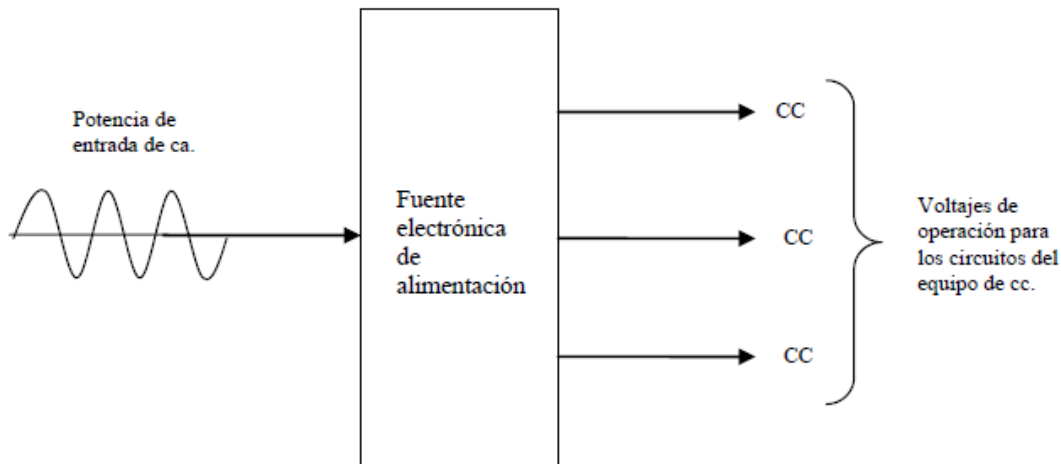 Potencia de
entrada de ca.
Fuente
electrónica
de
alimentación
CC
CC
CC
Voltajes de
operación para
los circuitos del
equipo de cc.